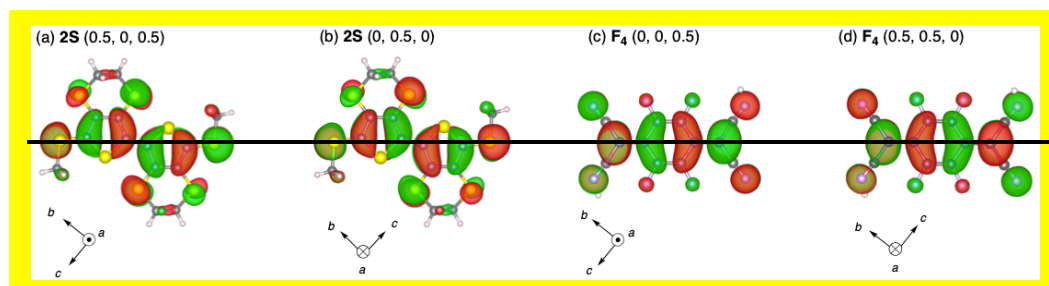 (a) 2S (0.5, 0, 0.5)
(b) 2S (0, 0.5, 0)
(c) F₄ (0, 0, 0.5)
(d) F₄ (0.5, 0.5, 0)
b
a
c
b
c
a
b
a
c
b
c
a